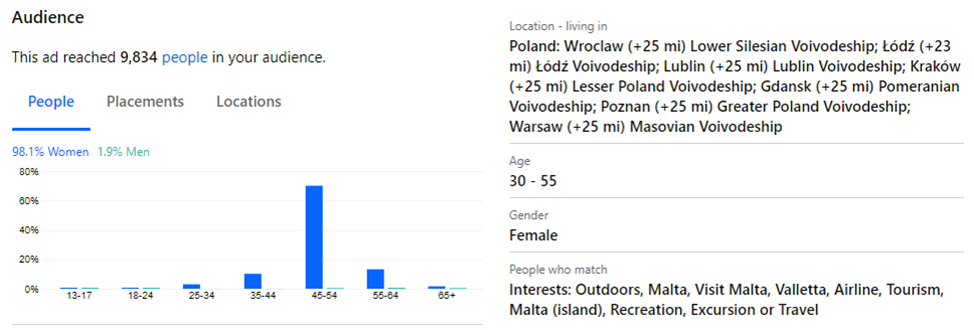 Audience
This ad reached 9,834 people in your audience.
People Placements Locations
98.1% Women 1.9% Men
80%
60%
40%
20%
0%
13-17 18-24 25-34 35-44 45-54 55-64 65+
Location - living in
Poland: Wroclaw (+25 mi) Lower Silesian Voivodeship; Łódź (+23
mi) Łódź Voivodeship; Lublin (+25 mi) Lublin Voivodeship; Kraków
(+25 mi) Lesser Poland Voivodeship; Gdansk (+25 mi) Pomeranian
Voivodeship; Poznan (+25 mi) Greater Poland Voivodeship;
Warsaw (+25 mi) Masovian Voivodeship
Age
30 - 55
Gender
Female
People who match
Interests: Outdoors, Malta, Visit Malta, Valletta, Airline, Tourism,
Malta (island), Recreation, Excursion or Travel